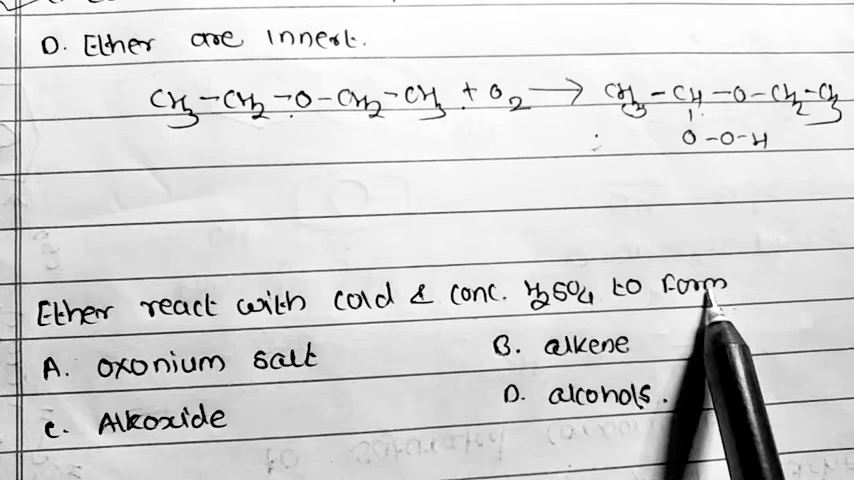 D. Ether are Innert.
CH3-CH2-O-CH2-CH3 + O2 → CH3-CH-O-CH2-CH3
O-O-H
Ether react with cold & conc. H2SO4 to form
A. oxonium salt B. alkene
C. Alkoxide D. alcohols.